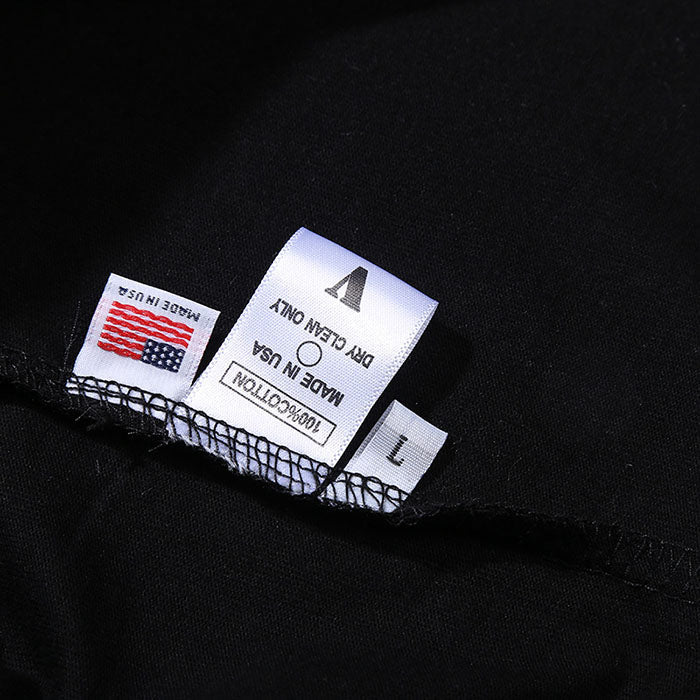 MADE IN USA
100%COTTON
MADE IN USA
DRY CLEAN ONLY
V
L